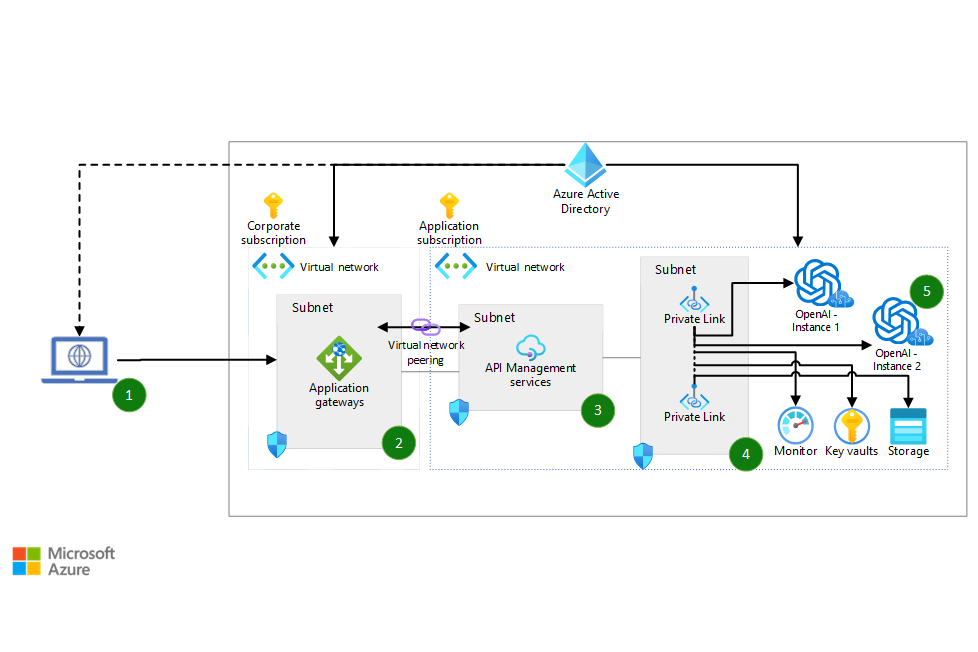 Azure Active
Directory
Corporate
subscription
Application
subscription
Virtual network
Virtual network
Subnet
Subnet
Subnet
Private Link
OpenAI -
Instance 1
5
OpenAI -
Instance 2
Virtual network
peering
API Management
services
Application
gateways
1
2
3
Private Link
4
Monitor
Key vaults
Storage
Microsoft
Azure